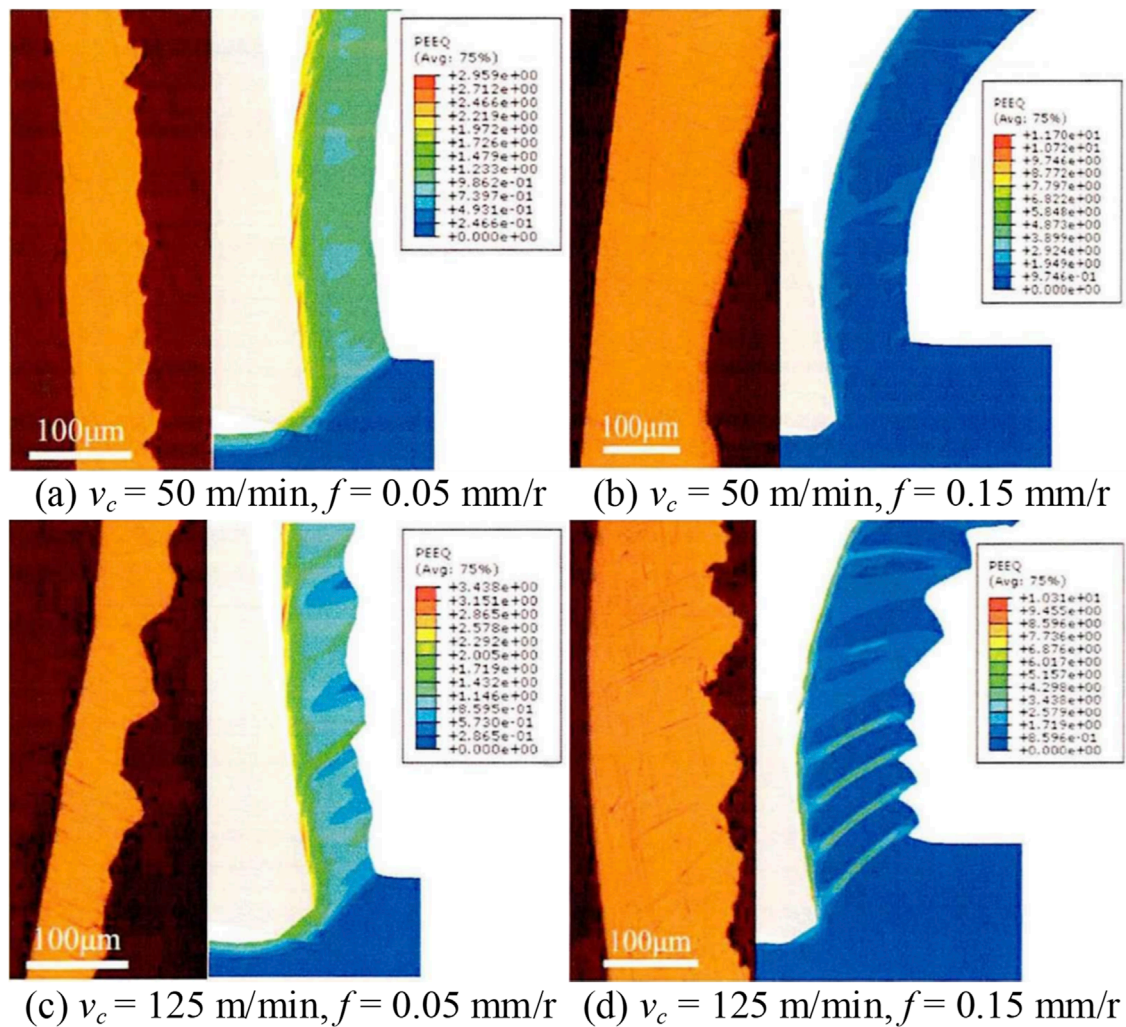 PEEQ
(Avg: 75%)
+2.959e+00
+2.712e+00
+2.466e+00
+2.219e+00
+1.972e+00
+1.726e+00
+1.479e+00
+1.233e+00
+9.862e-01
+7.397e-01
+4.931e-01
+2.466e-01
+0.000e+00
100μm
PEEQ
(Avg: 75%)
+1.170e+01
+1.072e+01
+9.746e+00
+8.772e+00
+7.797e+00
+6.822e+00
+5.848e+00
+4.873e+00
+3.899e+00
+2.924e+00
+1.949e+00
+9.746e-01
+0.000e+00
100μm
(a) vc = 50 m/min, f = 0.05 mm/r
(b) vc = 50 m/min, f = 0.15 mm/r
PEEQ
(Avg: 75%)
+3.438e+00
+3.151e+00
+2.865e+00
+2.578e+00
+2.292e+00
+2.005e+00
+1.719e+00
+1.432e+00
+1.146e+00
+8.595e-01
+5.730e-01
+2.865e-01
+0.000e+00
100μm
PEEQ
(Avg: 75%)
+1.031e+01
+9.455e+00
+8.596e+00
+7.736e+00
+6.876e+00
+6.017e+00
+5.157e+00
+4.298e+00
+3.438e+00
+2.579e+00
+1.719e+00
+8.596e-01
+0.000e+00
100μm
(c) vc = 125 m/min, f = 0.05 mm/r
(d) vc = 125 m/min, f = 0.15 mm/r